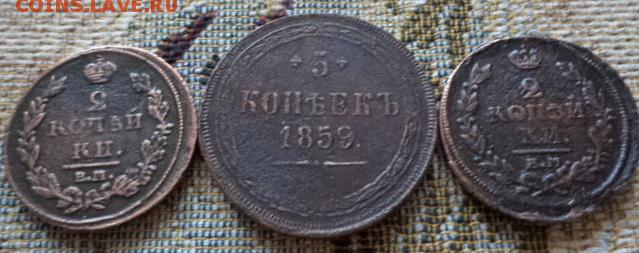 COINS.LAVE.RU
2
КОПѢЙ
КИ.
Е.М.
5
КОПѢЕКЪ
1859.
2
КОПѢЙ
КИ.
Е.М.